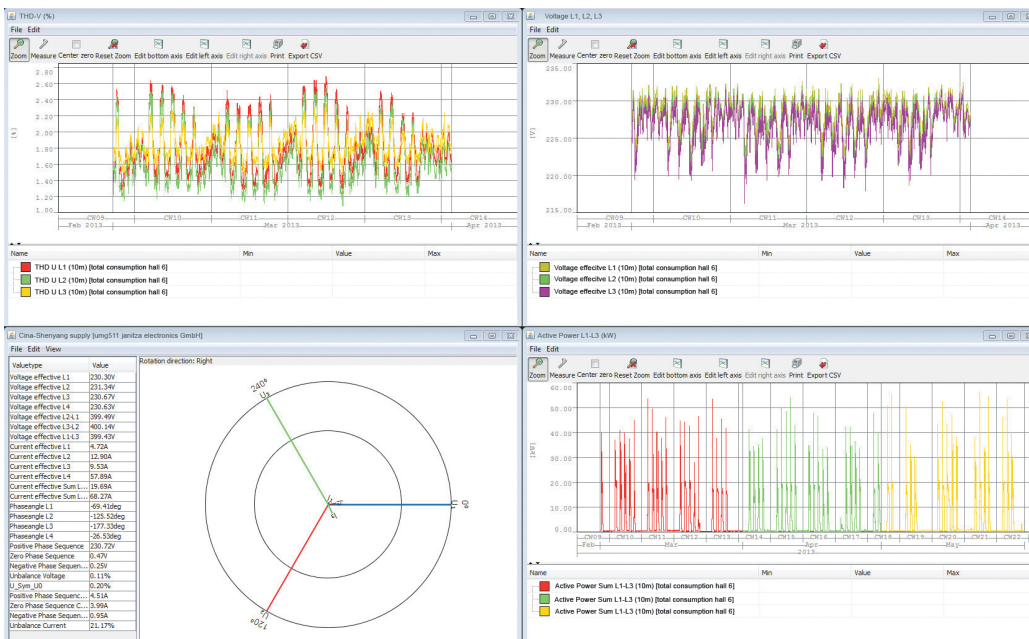 THD-V (%)
File Edit
Zoom Measure Center zero Reset Zoom Edit bottom axis Edit left axis Edit right axis Print Export CSV
2.80
2.60
2.40
2.20
2.00
1.80
1.60
1.40
1.20
1.00
[%]
CW09 CW10 CW11 CW12 CW13 CW14
Feb 2013 Mar 2013 Apr 2013
Name Min Value Max
THD U L1 (10m) [total consumption hall 6]
THD U L2 (10m) [total consumption hall 6]
THD U L3 (10m) [total consumption hall 6]
Voltage L1, L2, L3
File Edit
Zoom Measure Center zero Reset Zoom Edit bottom axis Edit left axis Edit right axis Print Export CSV
235.00
230.00
225.00
220.00
215.00
[V]
CW09 CW10 CW11 CW12 CW13 CW14
Feb 2013 Mar 2013 Apr 2013
Name Min Value Max
Voltage effecitve L1 (10m) [total consumption hall 6]
Voltage effecitve L2 (10m) [total consumption hall 6]
Voltage effecitve L3 (10m) [total consumption hall 6]
Cina-Shenyang supply [umg511 janitza electronics GmbH]
File Edit View
Valuetype Value
Voltage effective L1 230.30V
Voltage effective L2 231.34V
Voltage effective L3 230.67V
Voltage effective L4 230.63V
Voltage effective L2-L1 399.49V
Voltage effective L3-L2 400.14V
Voltage effective L1-L3 399.43V
Current effective L1 4.72A
Current effective L2 12.90A
Current effective L3 9.53A
Current effective L4 57.89A
Current effective Sum L... 19.69A
Current effective Sum L... 68.27A
Phaseangle L1 -69.41deg
Phaseangle L2 -125.52deg
Phaseangle L3 -177.33deg
Phaseangle L4 -26.53deg
Positive Phase Sequence 230.72V
Zero Phase Sequence 0.47V
Negative Phase Sequen... 0.25V
Unbalance Voltage 0.11%
U_Sym_U0 0.20%
Positive Phase Sequenc... 4.51A
Zero Phase Sequence C... 3.99A
Negative Phase Sequen... 0.95A
Unbalance Current 21.17%
Rotation direction: Right
240°
0°
120°
Active Power L1-L3 (kW)
File Edit
Zoom Measure Center zero Reset Zoom Edit bottom axis Edit left axis Edit right axis Print Export CSV
60.00
50.00
40.00
30.00
20.00
10.00
0.00
[kW]
CW09 CW10 CW11 CW12 CW13 CW14 CW15 CW16 CW17 CW18 CW19 CW20 CW21 CW22
Feb Mar Apr May
2013
Name Min Value Max
Active Power Sum L1-L3 (10m) [total consumption hall 6]
Active Power Sum L1-L3 (10m) [total consumption hall 6]
Active Power Sum L1-L3 (10m) [total consumption hall 6]